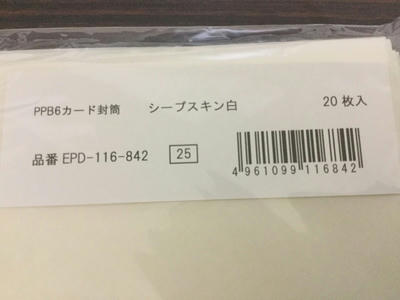 PPB6カード封筒 シープスキン白 20枚入
品番 EPD-116-842 25
4 961099 116842